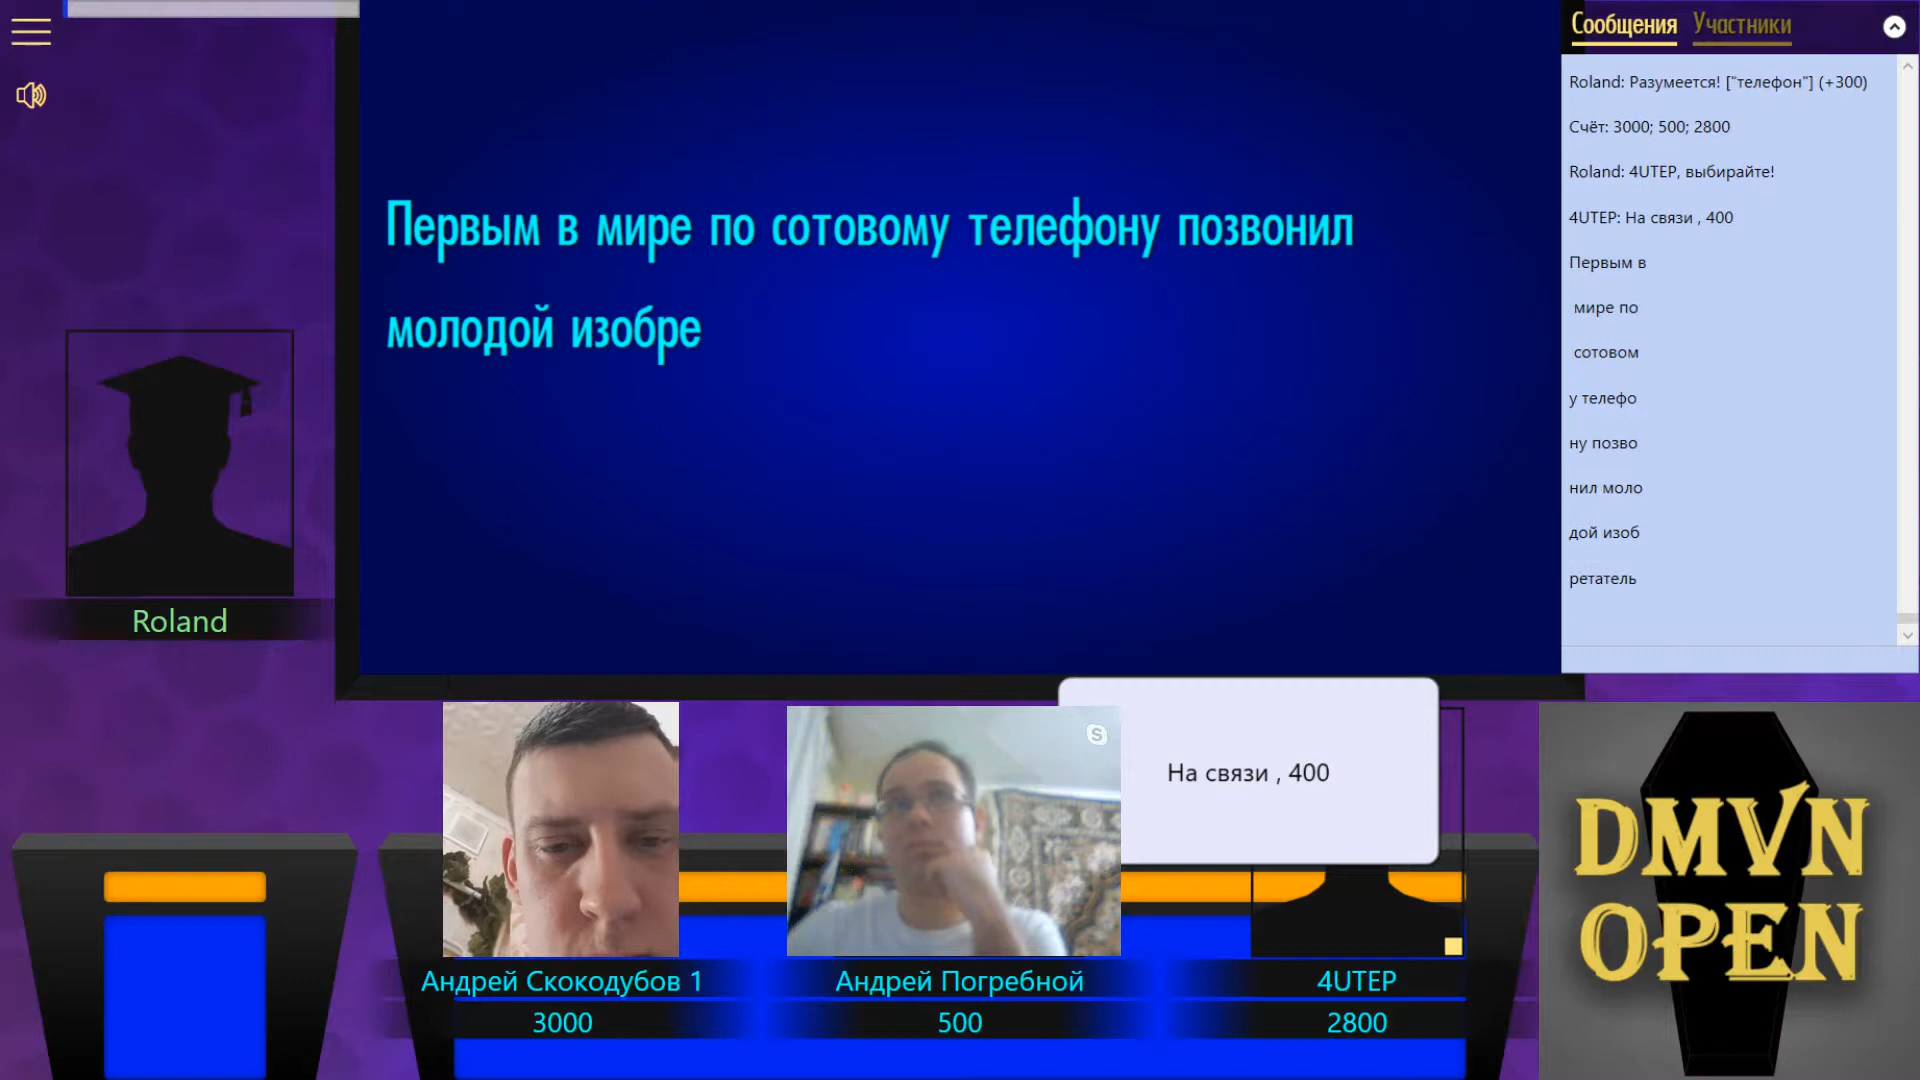 Сообщения Участники
Roland: Разумеется! ["телефон"] (+300)
Счёт: 3000; 500; 2800
Roland: 4UTEP, выбирайте!
4UTEP: На связи , 400
Первым в
мире по
сотовом
у телефо
ну позво
нил моло
дой изоб
ретатель
Первым в мире по сотовому телефону позвонил
молодой изобре
Roland
S
На связи , 400
Андрей Скокодубов 1
3000
Андрей Погребной
500
4UTEP
2800
DMVN
OPEN